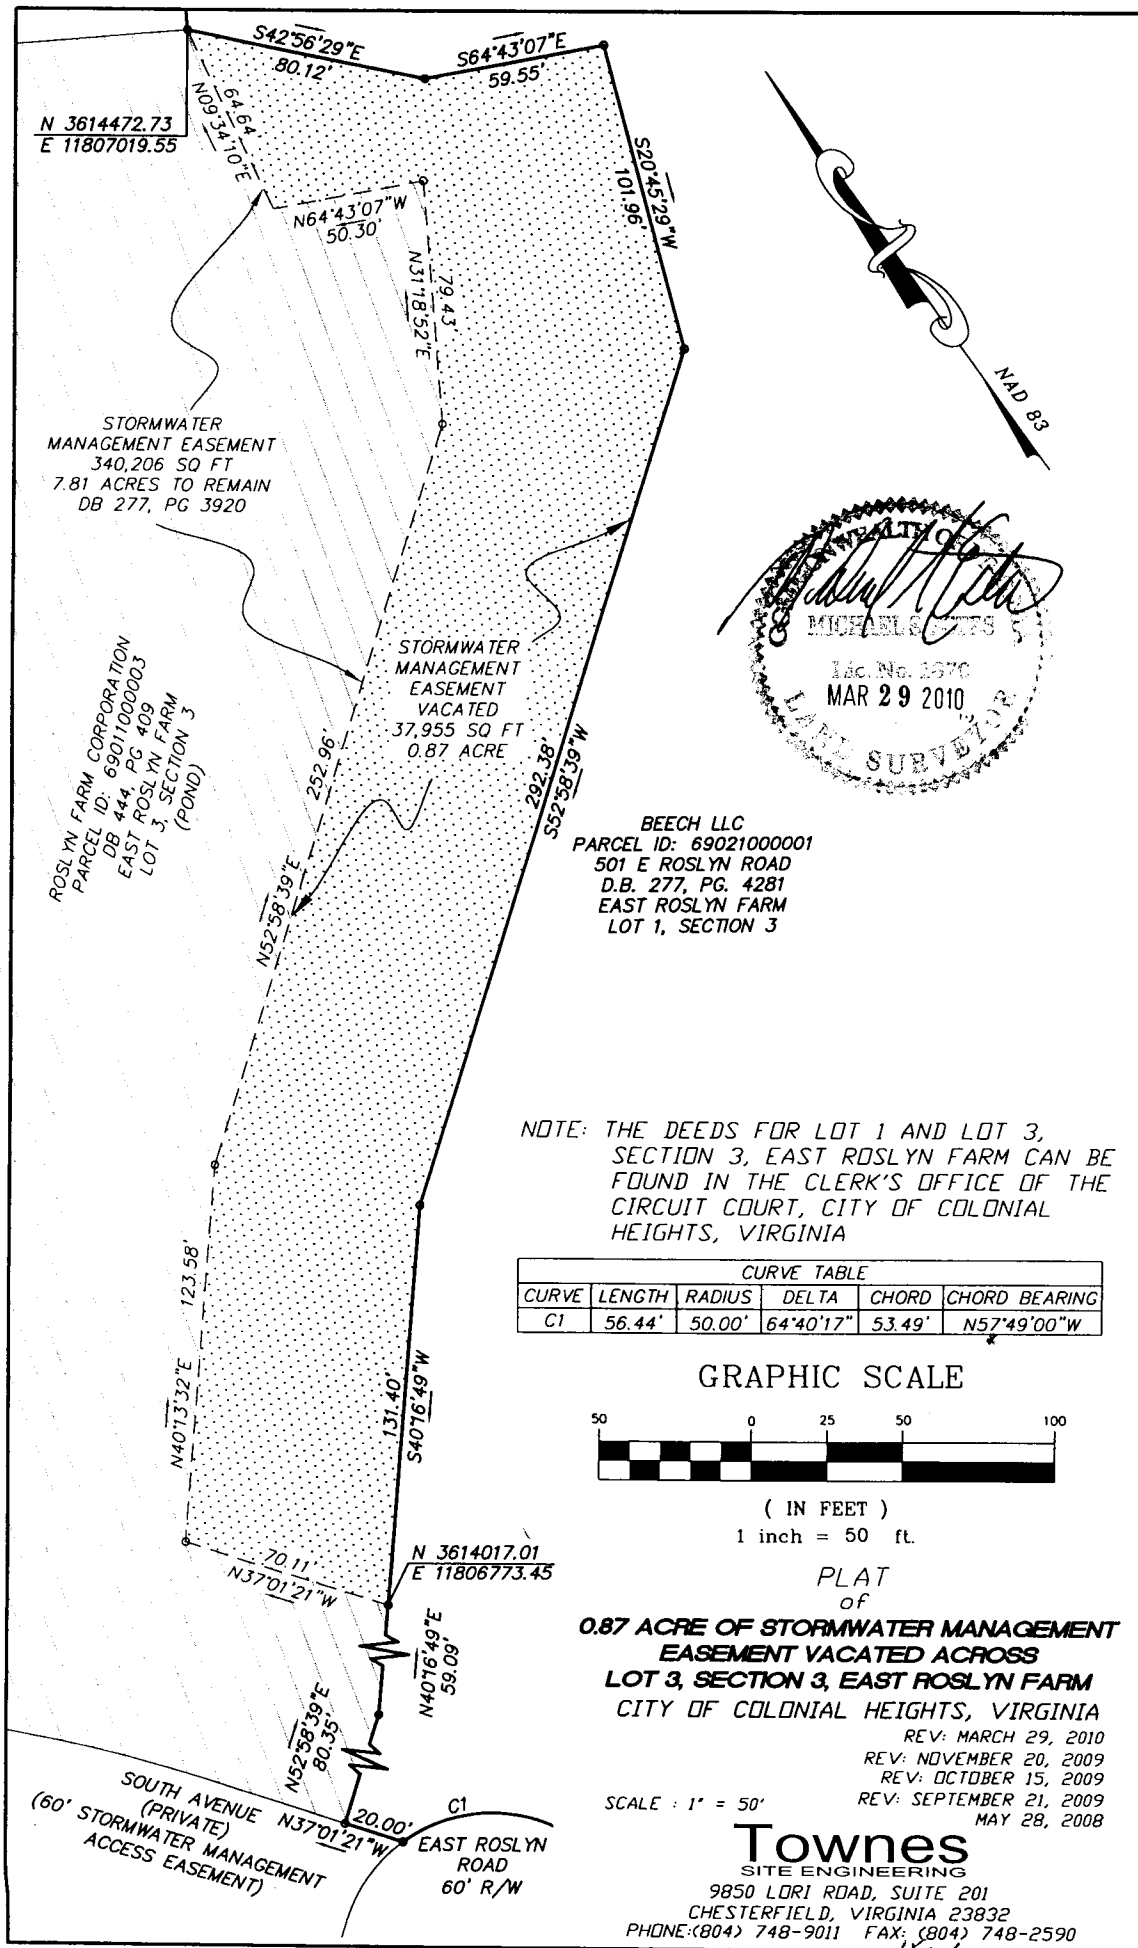 S42°56'29"E
80.12'
S64°43'07"E
59.55'
N 3614472.73
E 11807019.55
64.64
N09°34'10"E
N64°43'07"W
50.30'
S20°45'29"W
101.96'
79.43'
N31°18'52"E
NAD 83
STORMWATER
MANAGEMENT EASEMENT
340,206 SQ FT
7.81 ACRES TO REMAIN
DB 277, PG 3920
COMMONWEALTH OF
Lic. No.
MAR 29 2010
LAND SURVEYOR
STORMWATER
MANAGEMENT
EASEMENT
VACATED
37,955 SQ FT
0.87 ACRE
ROSLYN FARM CORPORATION
PARCEL ID: 69011000003
DB 444, PG 409
EAST ROSLYN FARM
LOT 3, SECTION 3
(POND)
252.96'
N52°58'39"E
292.38'
S52°58'39"W
BEECH LLC
PARCEL ID: 69021000001
501 E ROSLYN ROAD
D.B. 277, PG. 4281
EAST ROSLYN FARM
LOT 1, SECTION 3
NOTE: THE DEEDS FOR LOT 1 AND LOT 3,
SECTION 3, EAST ROSLYN FARM CAN BE
FOUND IN THE CLERK'S OFFICE OF THE
CIRCUIT COURT, CITY OF COLONIAL
HEIGHTS, VIRGINIA
CURVE TABLE
CURVE LENGTH RADIUS DELTA CHORD CHORD BEARING
C1 56.44' 50.00' 64°40'17" 53.49' N57°49'00"W
123.58'
N40°13'32"E
131.40'
S40°16'49"W
GRAPHIC SCALE
50 0 25 50 100
( IN FEET )
1 inch = 50 ft.
70.11'
N37°01'21"W
N 3614017.01
E 11806773.45
N40°16'49"E
59.09'
N52°58'39"E
80.35'
PLAT
of
0.87 ACRE OF STORMWATER MANAGEMENT
EASEMENT VACATED ACROSS
LOT 3, SECTION 3, EAST ROSLYN FARM
CITY OF COLONIAL HEIGHTS, VIRGINIA
REV: MARCH 29, 2010
REV: NOVEMBER 20, 2009
REV: OCTOBER 15, 2009
SCALE : 1" = 50' REV: SEPTEMBER 21, 2009
MAY 28, 2008
SOUTH AVENUE
(PRIVATE)
(60' STORMWATER MANAGEMENT
ACCESS EASEMENT)
N37°01'21"W
20.00'
C1
EAST ROSLYN
ROAD
60' R/W
Townes
SITE ENGINEERING
9850 LORI ROAD, SUITE 201
CHESTERFIELD, VIRGINIA 23832
PHONE:(804) 748-9011 FAX: (804) 748-2590